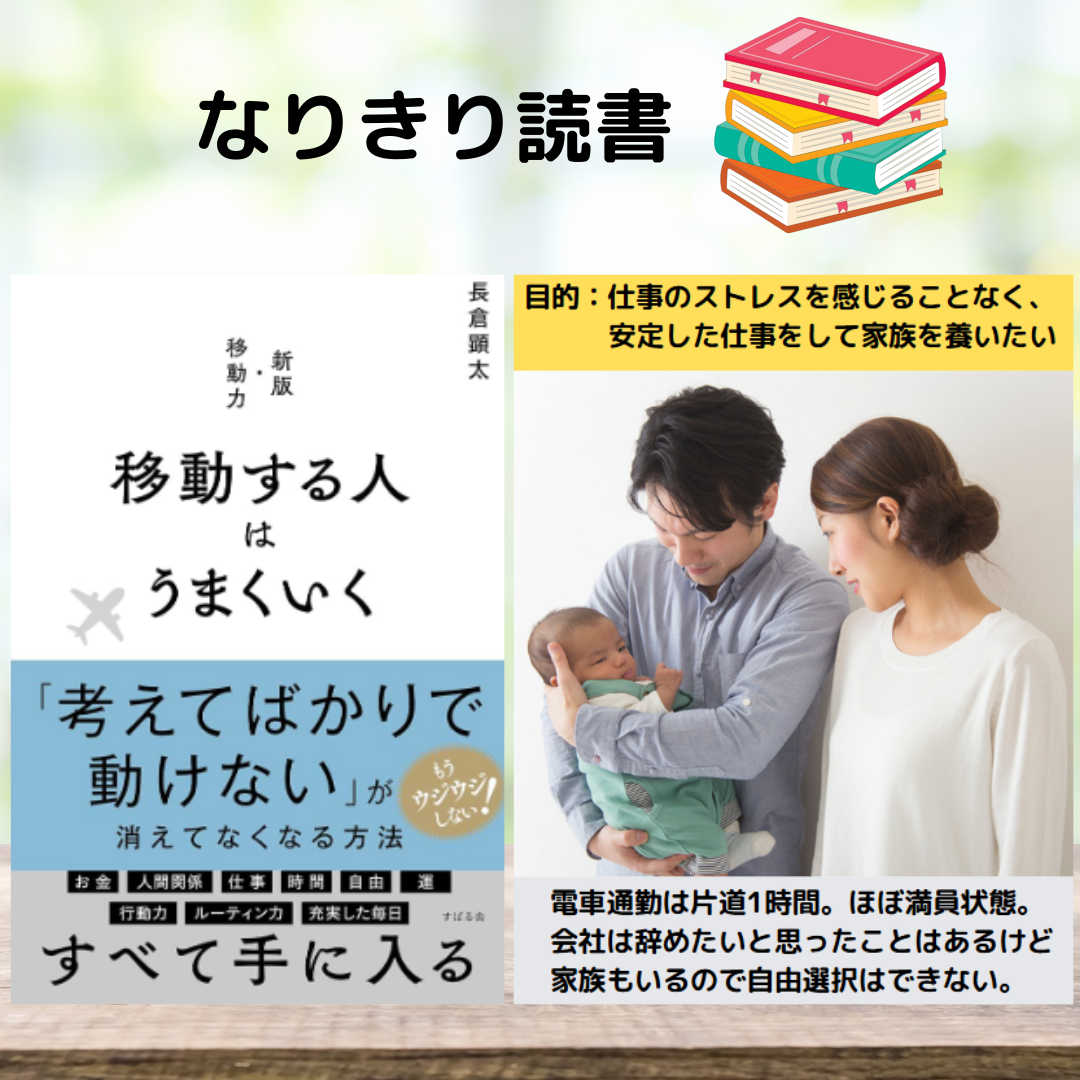 なりきり読書
長倉顕太
新版・
移動力
移動する人
は
うまくいく
「考えてばかりで
動けない」が
消えてなくなる方法
もう
ウジウジ
しない!
お金 人間関係 仕事 時間 自由 運
行動力 ルーティン力 充実した毎日
すばる舎
すべて手に入る
目的：仕事のストレスを感じることなく、
安定した仕事をして家族を養いたい
電車通勤は片道1時間。ほぼ満員状態。
会社は辞めたいと思ったことはあるけど
家族もいるので自由選択はできない。